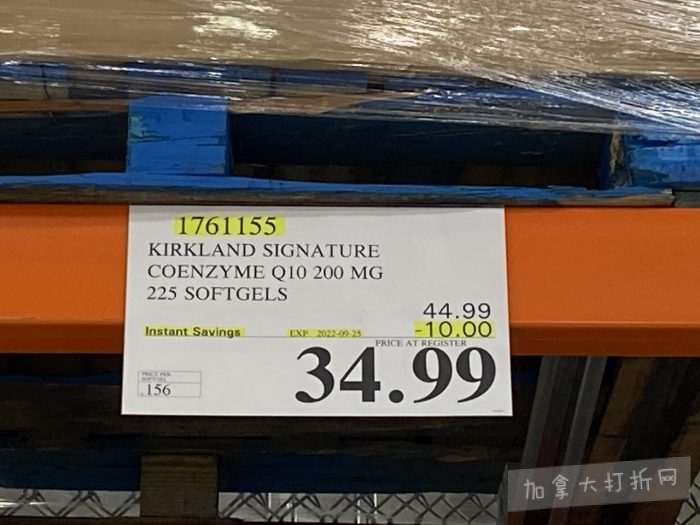 1761155
KIRKLAND SIGNATURE
COENZYME Q10 200 MG
225 SOFTGELS
44.99
Instant Savings EXP 2022-09-25 -10.00
PRICE AT REGISTER
34.99
PRICE PER
SOFTGEL
.156
加拿大打折网